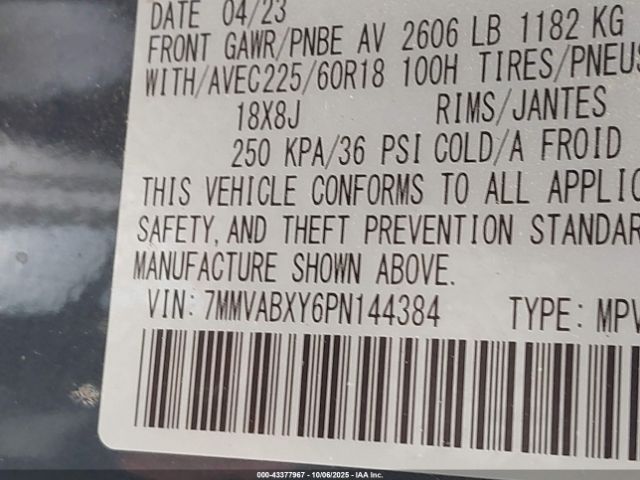 DATE 04/23
FRONT GAWR/PNBE AV 2606 LB 1182 KG
WITH/AVEC225/60R18 100H TIRES/PNEUS
18X8J RIMS/JANTES
250 KPA/36 PSI COLD/A FROID
THIS VEHICLE CONFORMS TO ALL APPLIC
SAFETY,AND THEFT PREVENTION STANDAR
MANUFACTURE SHOWN ABOVE.
VIN: 7MMVABXY6PN144384 TYPE: MPV
000-43377967 - 10/06/2025 - IAA Inc.